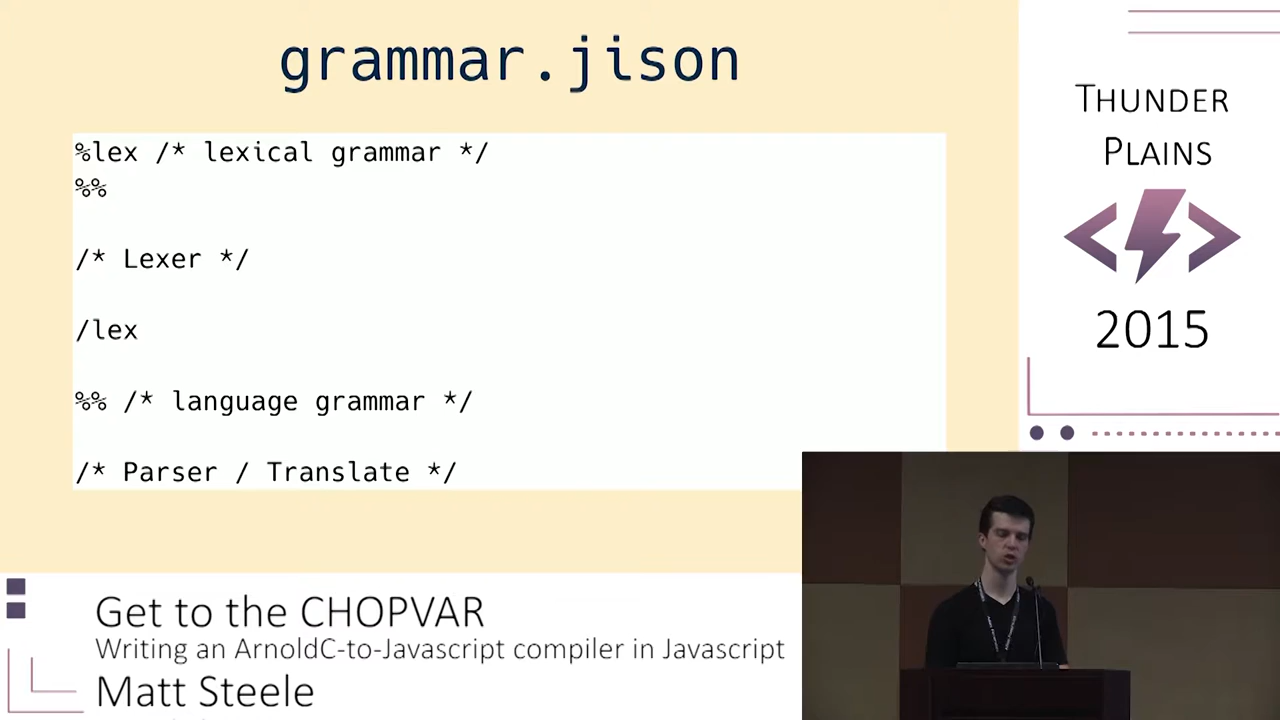 grammar.jison
%lex /* lexical grammar */
%%
/* Lexer */
/lex
%% /* language grammar */
/* Parser / Translate */
THUNDER
PLAINS
2015
Get to the CHOPVAR
Writing an ArnoldC-to-Javascript compiler in Javascript
Matt Steele